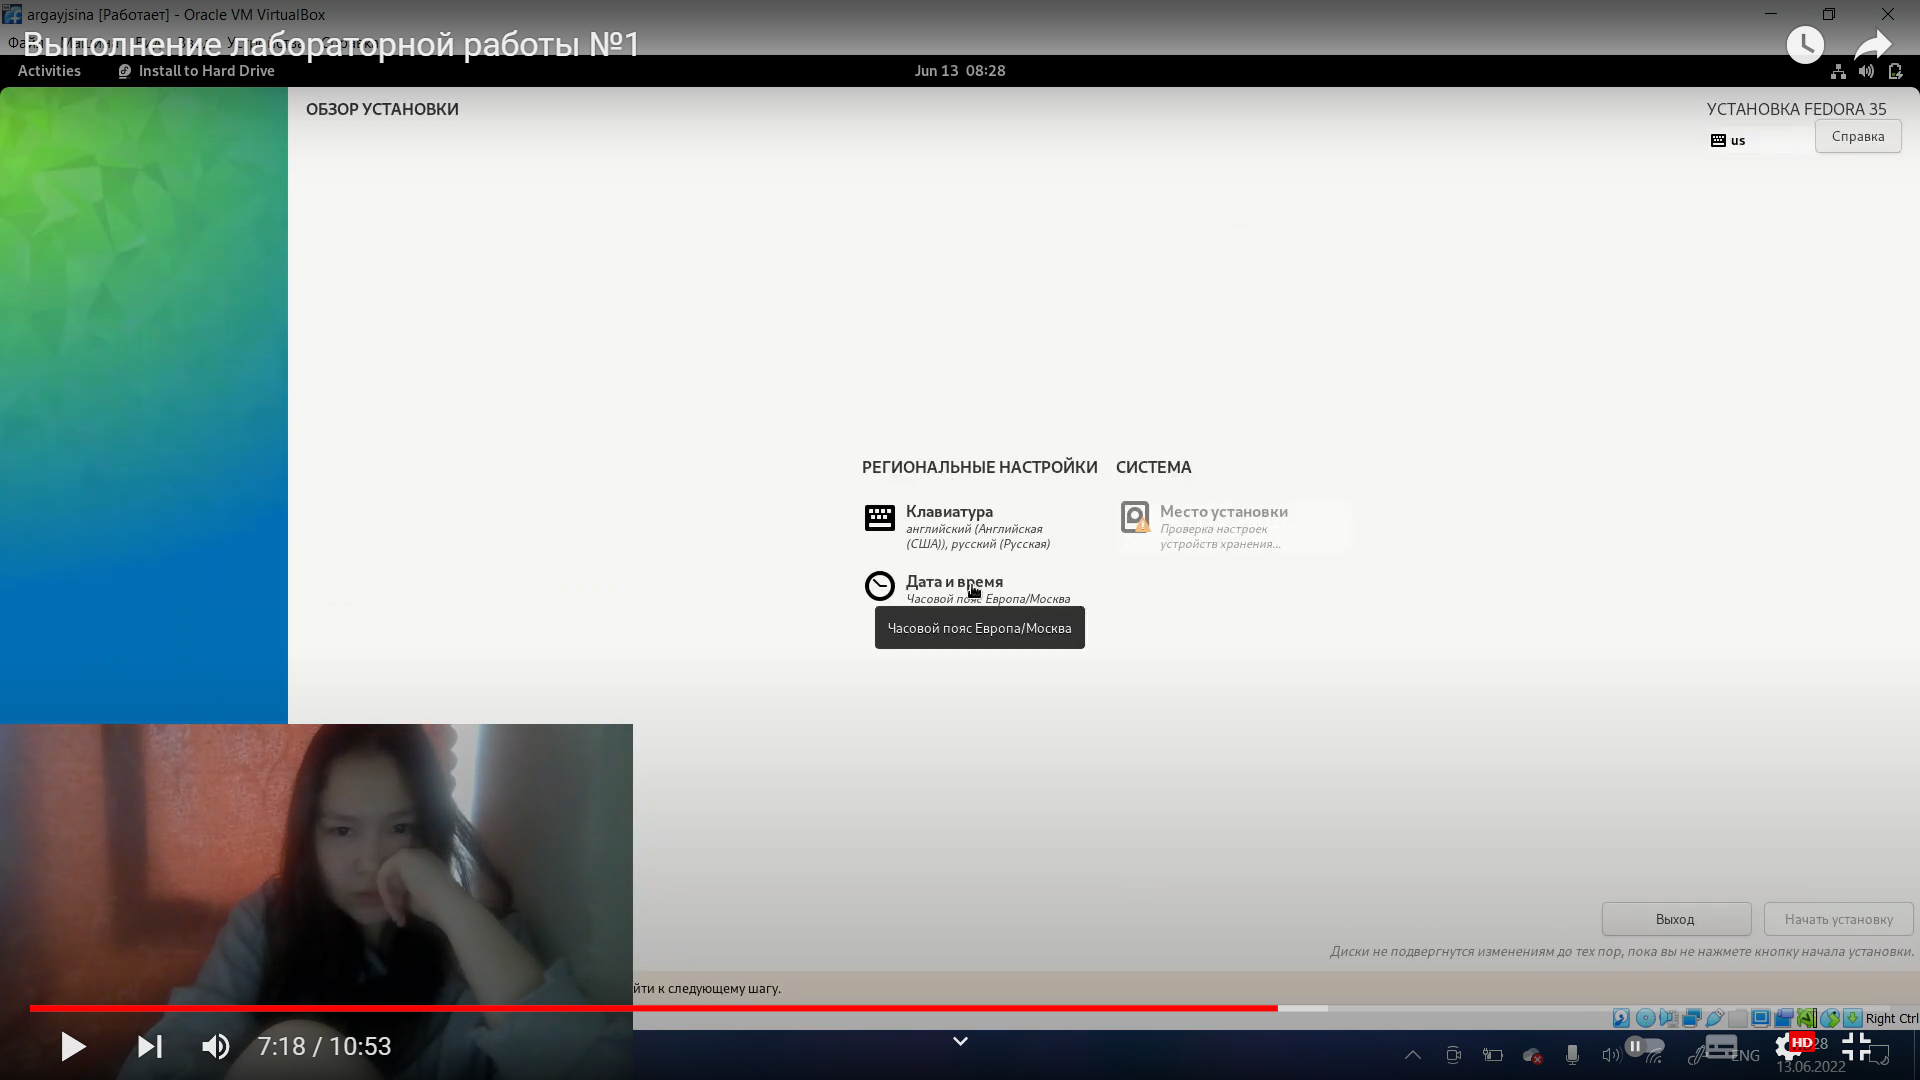 argayjsina [Работает] - Oracle VM VirtualBox
Выполнение лабораторной работы №1
Activities
Install to Hard Drive
Jun 13 08:28
ОБЗОР УСТАНОВКИ
УСТАНОВКА FEDORA 35
us
Справка
РЕГИОНАЛЬНЫЕ НАСТРОЙКИ
СИСТЕМА
Клавиатура
английский (Английская
(США)), русский (Русская)
Место установки
Проверка настроек
устройств хранения...
Дата и время
Часовой пояс Европа/Москва
Часовой пояс Европа/Москва
Выход
Начать установку
Диски не подвергнутся изменениям до тех пор, пока вы не нажмете кнопку начала установки.
йти к следующему шагу.
Right Ctrl
7:18 / 10:53
ENG
HD
28
13.06.2022